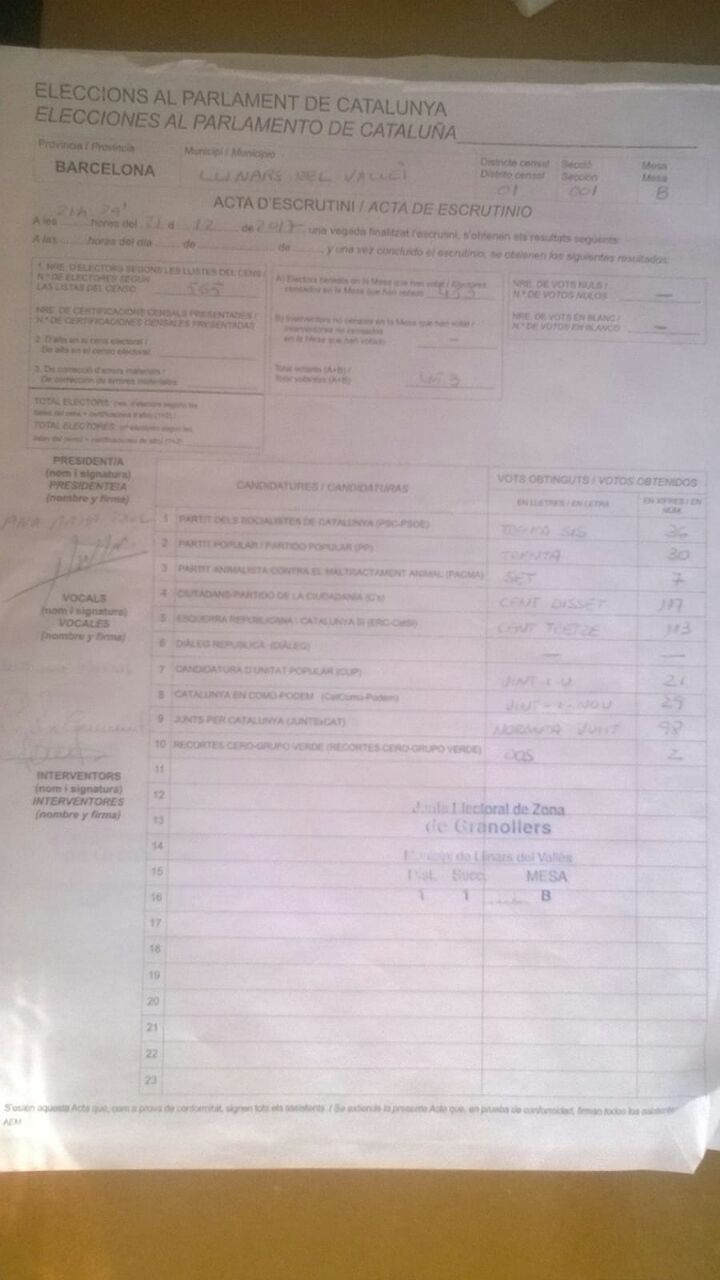 ELECCIONS AL PARLAMENT DE CATALUNYA
ELECCIONES AL PARLAMENTO DE CATALUÑA
Província / Provincia
Municipi / Municipio
Districte censal Secció Mesa
Distrito censal Sección Mesa
BARCELONA LLINARS DEL VALLÈS 01 001 B
ACTA D'ESCRUTINI / ACTA DE ESCRUTINIO
A les 21h 29' hores del 21 d 12 de 2017 una vegada finalitzat l'escrutini, s'obtenen els resultats següents:
A las ........ horas del día ........ de ........ de ........ y una vez concluido el escrutinio, se obtienen los siguientes resultados:
1. NRE. D'ELECTORS SEGONS LES LLISTES DEL CENS /
N.º DE ELECTORES SEGÚN
LAS LISTAS DEL CENSO 565
NRE. DE CERTIFICACIONS CENSALS PRESENTADES /
N.º DE CERTIFICACIONES CENSALES PRESENTADAS
2. D'alta en el cens electoral /
De alta en el censo electoral
3. De correcció d'errors materials /
De corrección de errores materiales
TOTAL ELECTORS:
TOTAL ELECTORES:
A) Electors censats en la Mesa que han votat / Electores
censados en la Mesa que han votado 453
B) Interventors no censats en la Mesa que han votat /
Interventores no censados
en la Mesa que han votado —
Total votants (A+B) /
Total votantes (A+B) 453
NRE. DE VOTS NULS /
N.º DE VOTOS NULOS —
NRE. DE VOTS EN BLANC /
N.º DE VOTOS EN BLANCO —
PRESIDENT/A
(nom i signatura)
PRESIDENTE/A
(nombre y firma)
VOCALS
(nom i signatura)
VOCALES
(nombre y firma)
INTERVENTORS
(nom i signatura)
INTERVENTORES
(nombre y firma)
CANDIDATURES / CANDIDATURAS VOTS OBTINGUTS / VOTOS OBTENIDOS
EN LLETRES / EN LETRA EN XIFRES / EN NÚM.
1 PARTIT DELS SOCIALISTES DE CATALUNYA (PSC-PSOE) TRENTA SIS 36
2 PARTIT POPULAR / PARTIDO POPULAR (PP) TRENTA 30
3 PARTIT ANIMALISTA CONTRA EL MALTRACTAMENT ANIMAL (PACMA) SET 7
4 CIUTADANS-PARTIDO DE LA CIUDADANÍA (C's) CENT DISSET 117
5 ESQUERRA REPUBLICANA - CATALUNYA SÍ (ERC-CatSí) CENT TRETZE 113
6 DIÀLEG REPUBLICÀ (DIÀLEG) — —
7 CANDIDATURA D'UNITAT POPULAR (CUP) VINT-I-U 21
8 CATALUNYA EN COMÚ-PODEM (CatComú-Podem) VINT-I-NOU 29
9 JUNTS PER CATALUNYA (JUNTSxCAT) NORANTA VUIT 98
10 RECORTES CERO-GRUPO VERDE (RECORTES CERO-GRUPO VERDE) DOS 2
11
12
13
14
15
16
17
18
19
20
21
22
23
Junta Electoral de Zona
de Granollers
Municipi de Llinars del Vallès
Dist. Secc. MESA
1 1 B
S'estén aquesta Acta que, com a prova de conformitat, signen tots els assistents. / Se extiende la presente Acta que, en prueba de conformidad, firman todos los asistentes.
AEM